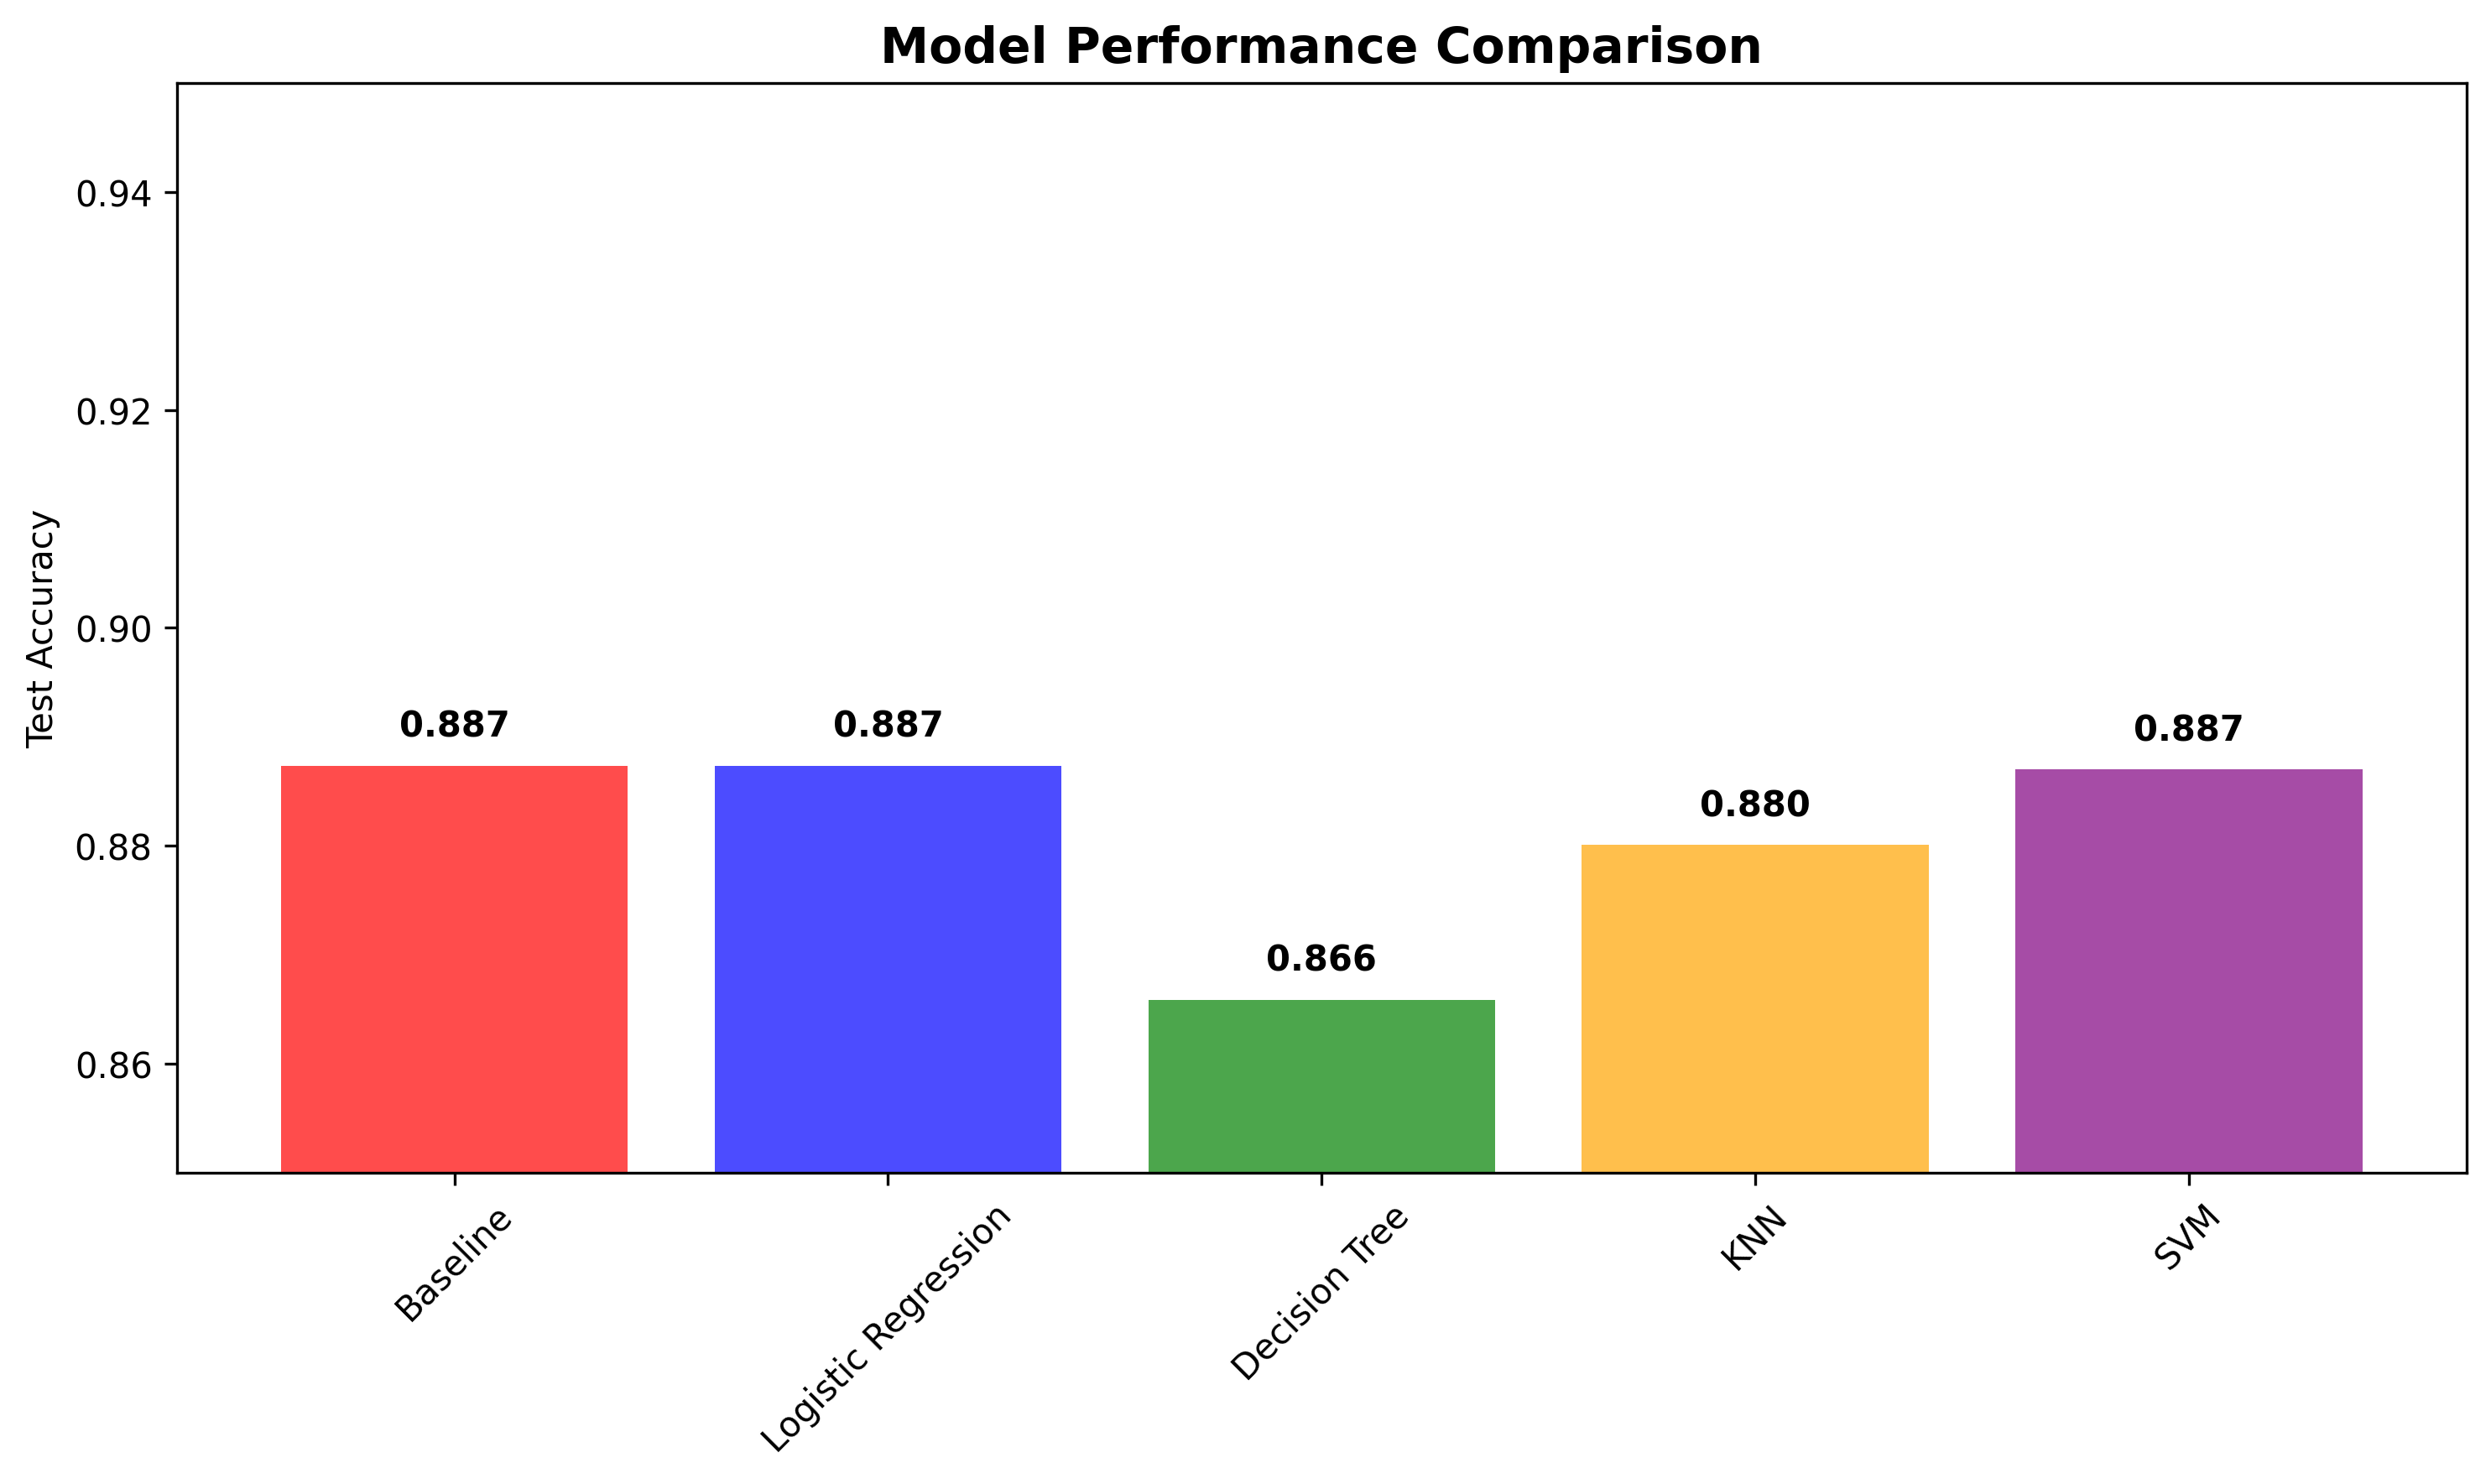 Model Performance Comparison
Test Accuracy
0.94
0.92
0.90
0.88
0.86
0.887
0.887
0.866
0.880
0.887
Baseline
Logistic Regression
Decision Tree
KNN
SVM